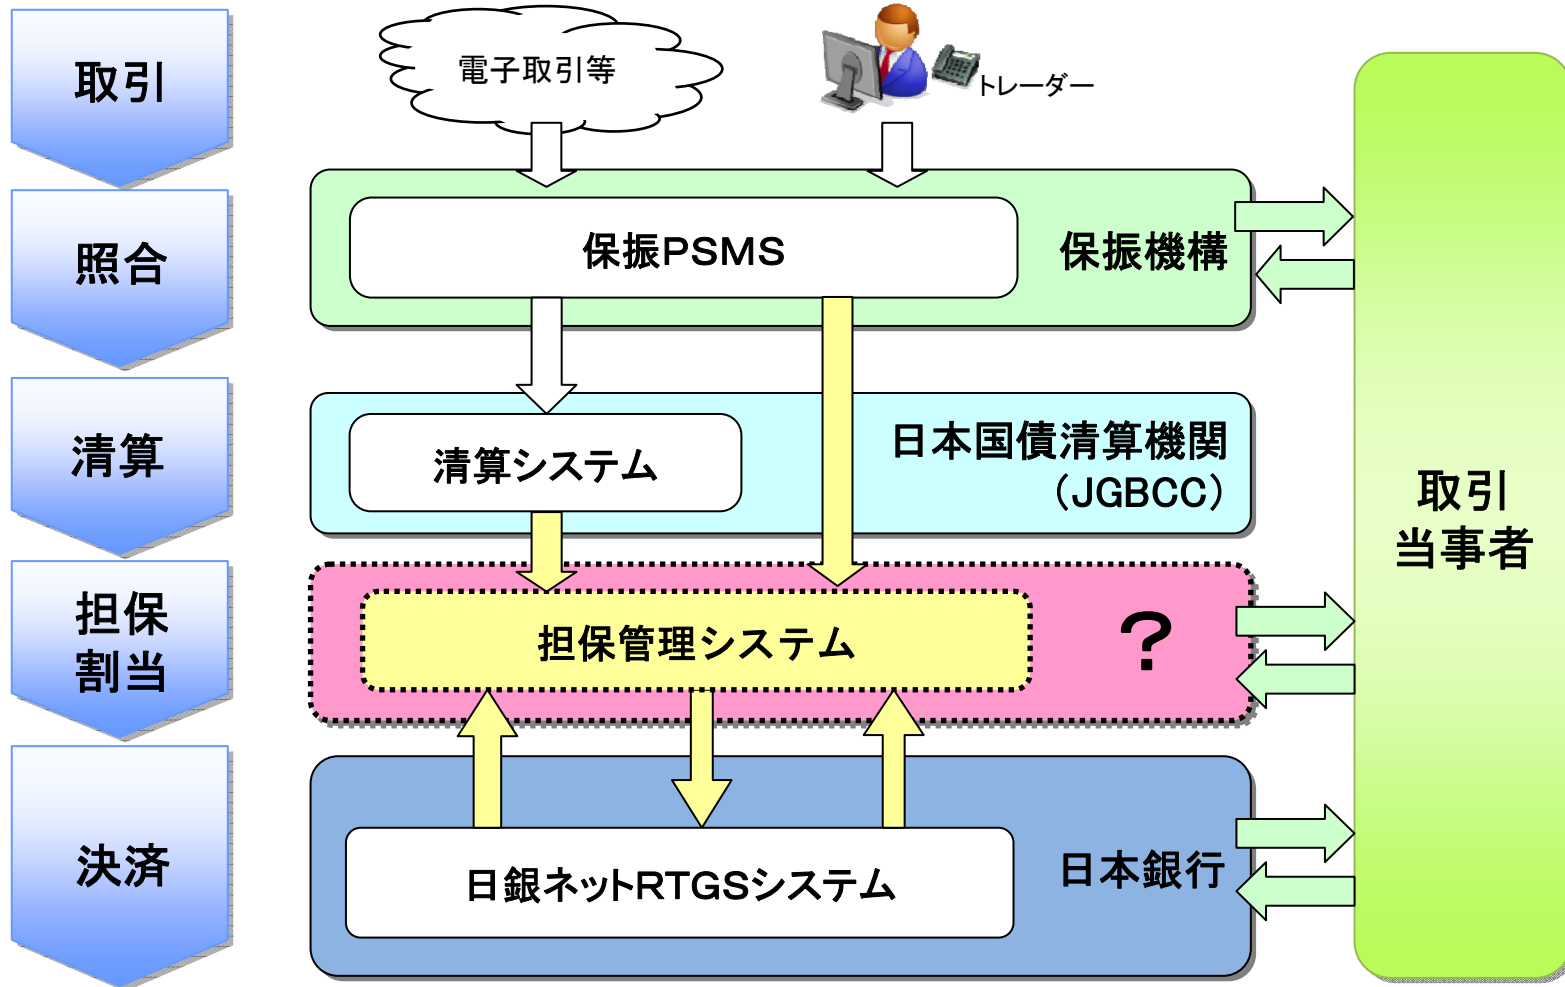 取引
電子取引等
トレーダー
照合
保振PSMS
保振機構
清算
清算システム
日本国債清算機関
（JGBCC）
取引
当事者
担保
割当
担保管理システム
？
決済
日銀ネットRTGSシステム
日本銀行